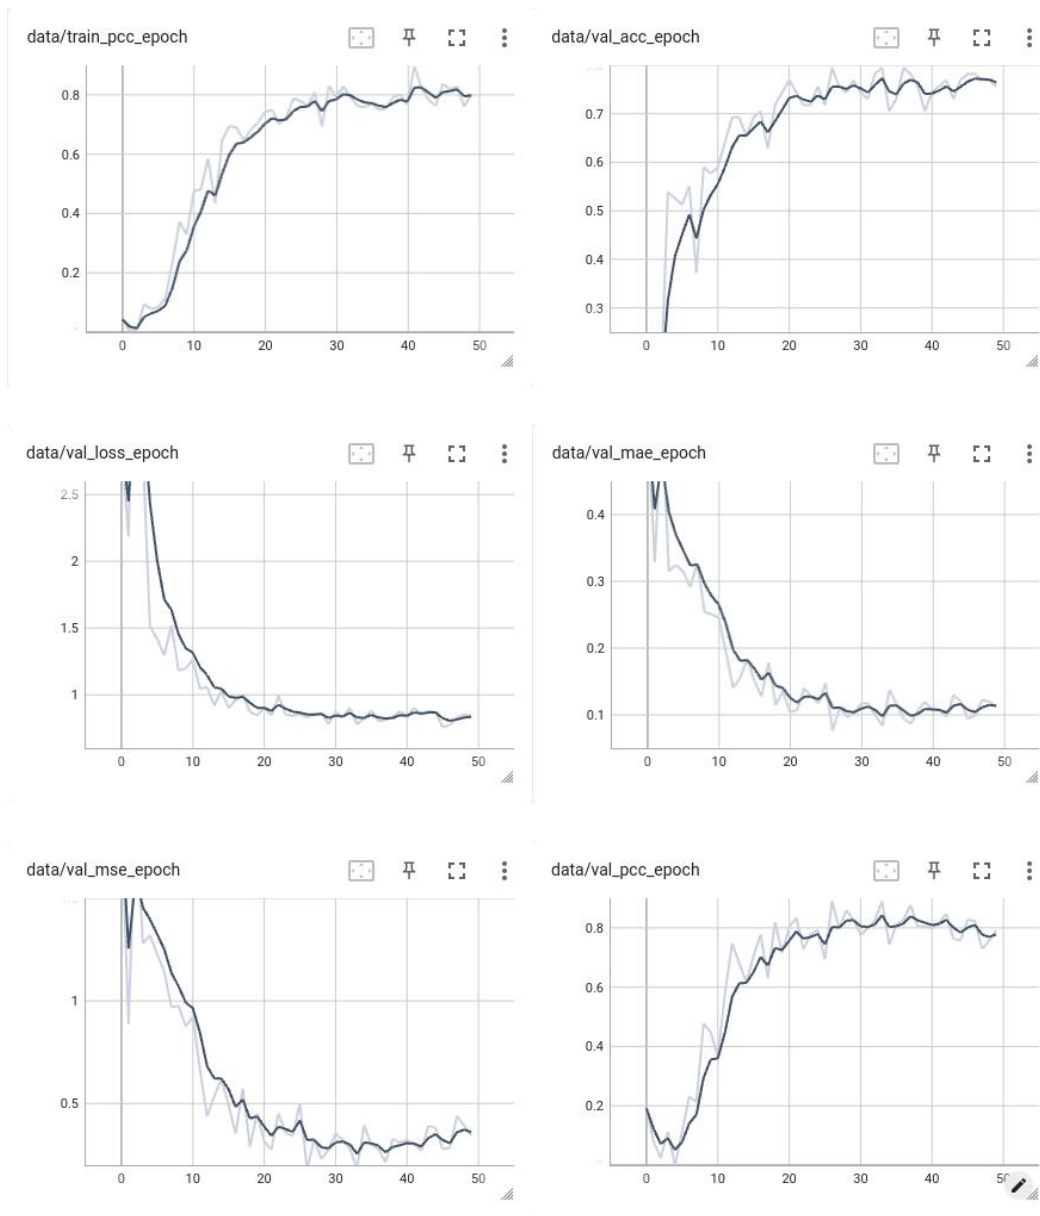 data/train_pcc_epoch
0.8
0.6
0.4
0.2
0 10 20 30 40 50
data/val_acc_epoch
0.7
0.6
0.5
0.4
0.3
0 10 20 30 40 50
data/val_loss_epoch
2.5
2
1.5
1
0 10 20 30 40 50
data/val_mae_epoch
0.4
0.3
0.2
0.1
0 10 20 30 40 50
data/val_mse_epoch
1
0.5
0 10 20 30 40 50
data/val_pcc_epoch
0.8
0.6
0.4
0.2
0 10 20 30 40